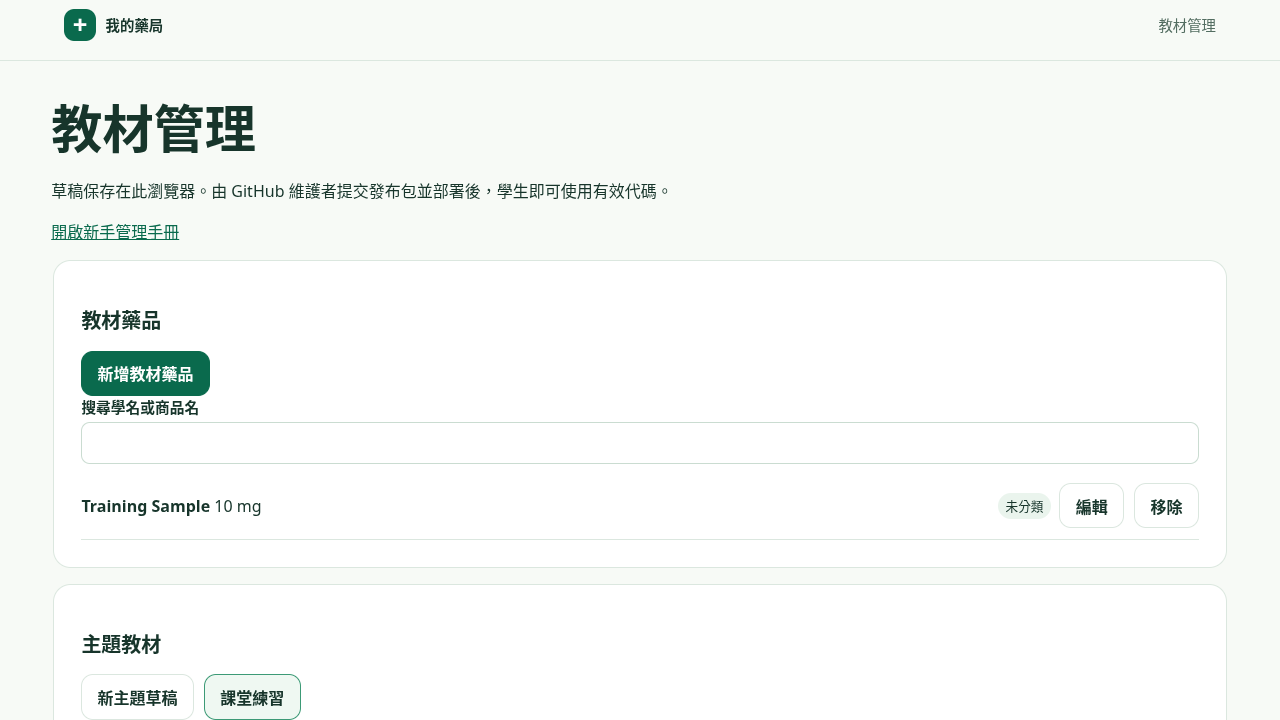 我的藥局
教材管理
教材管理
草稿保存在此瀏覽器。由 GitHub 維護者提交發布包並部署後，學生即可使用有效代碼。
開啟新手管理手冊
教材藥品
新增教材藥品
搜尋學名或商品名
Training Sample 10 mg
未分類
編輯
移除
主題教材
新主題草稿
課堂練習